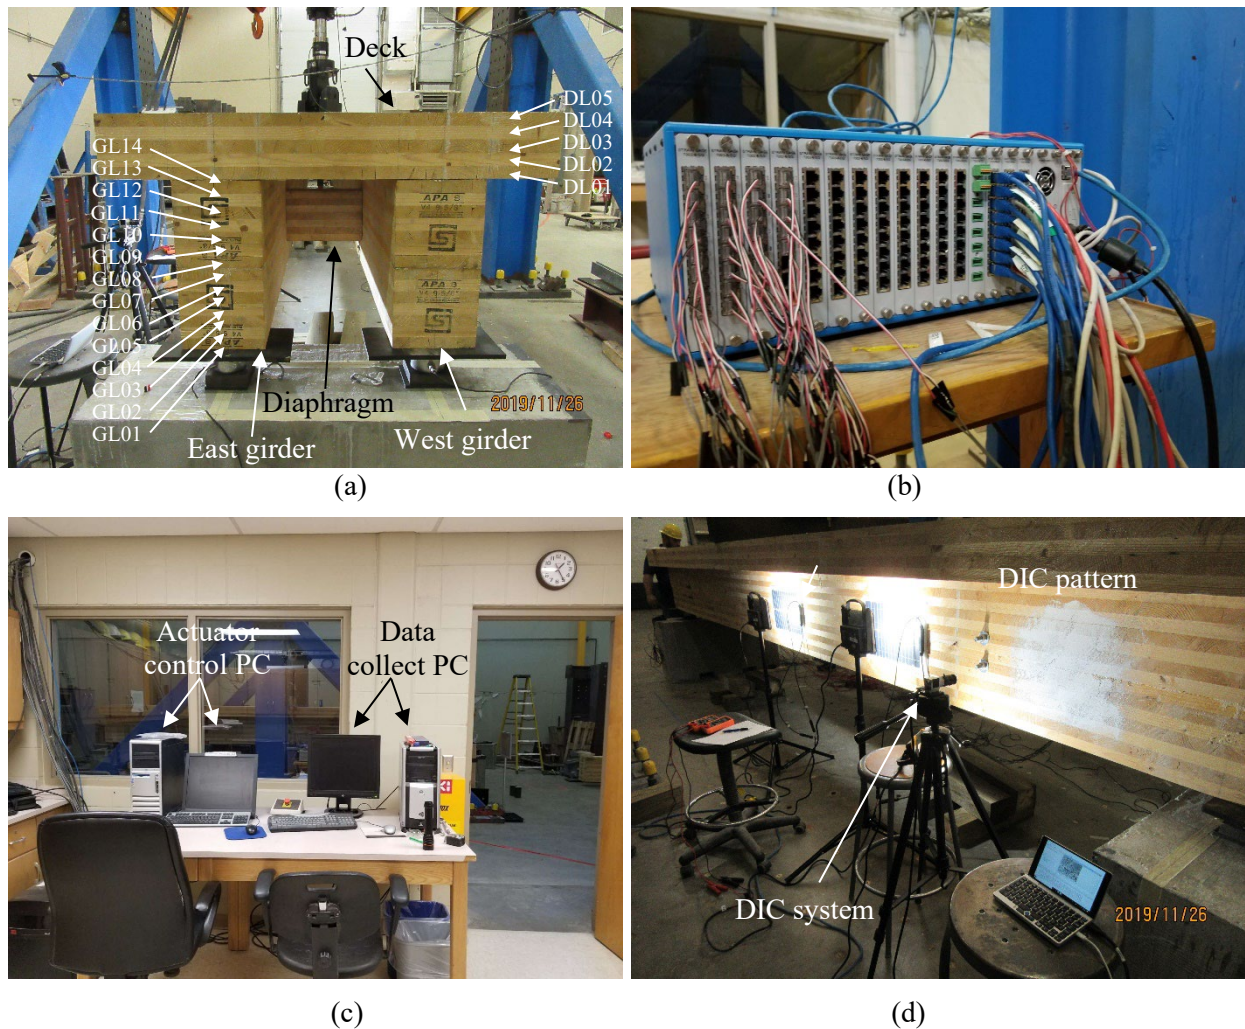 Deck
DL05
DL04
DL03
DL02
DL01
GL14
GL13
GL12
GL11
GL10
GL09
GL08
GL07
GL06
GL05
GL04
GL03
GL02
GL01
APA
APA
Diaphragm
2019/11/26
East girder
West girder
(a)
(b)
Actuator
control PC
Data
collect PC
(c)
DIC pattern
DIC system
2019/11/26
(d)